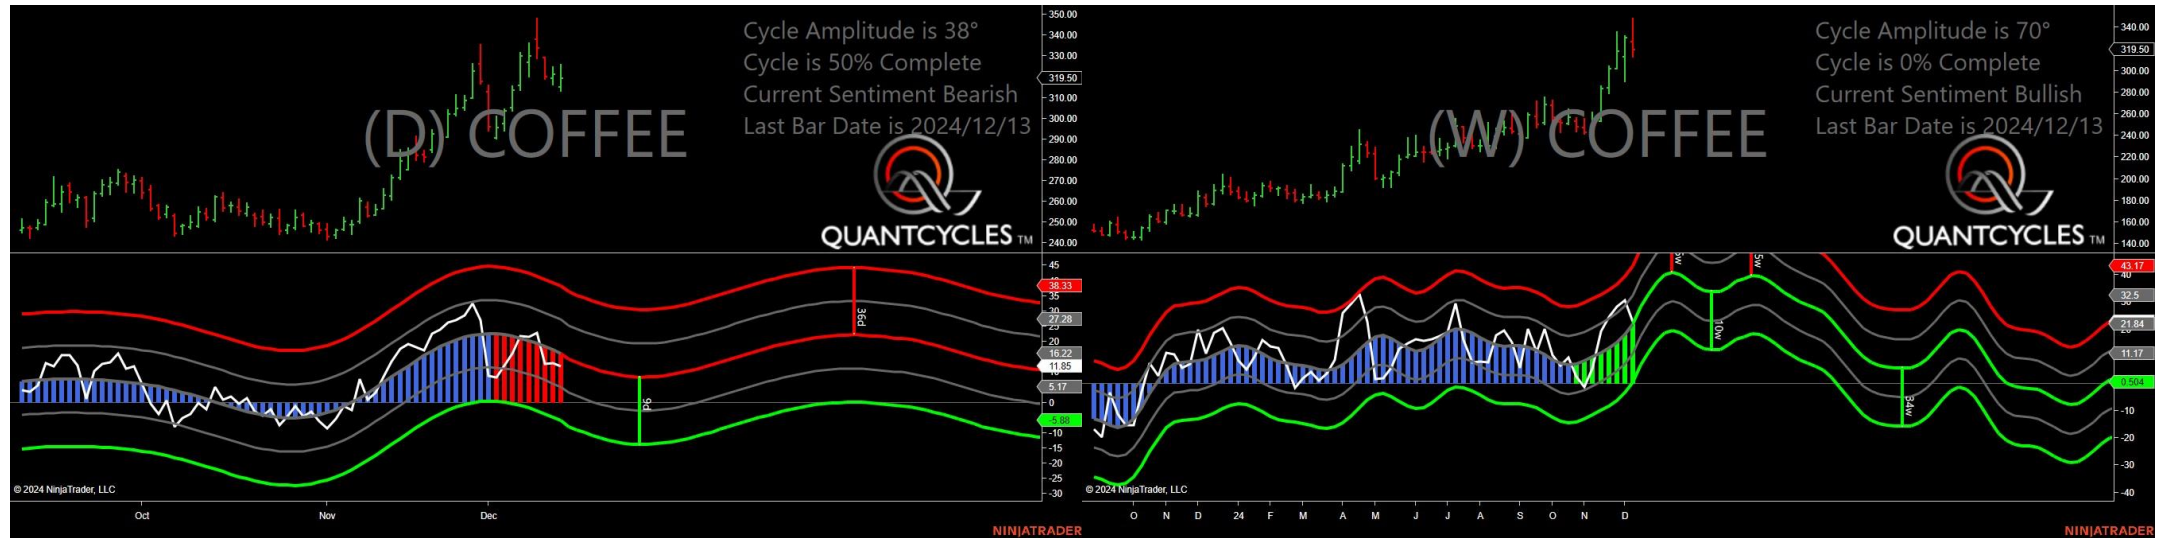 Cycle Amplitude is 38°
Cycle is 50% Complete
Current Sentiment Bearish
Last Bar Date is 2024/12/13
(D) COFFEE
QUANTCYCLES TM
350.00
340.00
330.00
319.50
310.00
300.00
290.00
280.00
270.00
260.00
250.00
240.00
45
38.33
35
27.28
20
16.22
11.85
5.17
0
-5.88
-10
-15
-20
-25
-30
36d
9d
© 2024 NinjaTrader, LLC
Oct
Nov
Dec
NINJATRADER
Cycle Amplitude is 70°
Cycle is 0% Complete
Current Sentiment Bullish
Last Bar Date is 2024/12/13
(W) COFFEE
QUANTCYCLES TM
340.00
319.50
300.00
280.00
260.00
240.00
220.00
200.00
180.00
160.00
140.00
43.17
40
32.5
21.84
11.17
0.504
-10
-20
-30
-40
10w
34w
© 2024 NinjaTrader, LLC
O N D 24 F M A M J J A S O N D
NINJATRADER